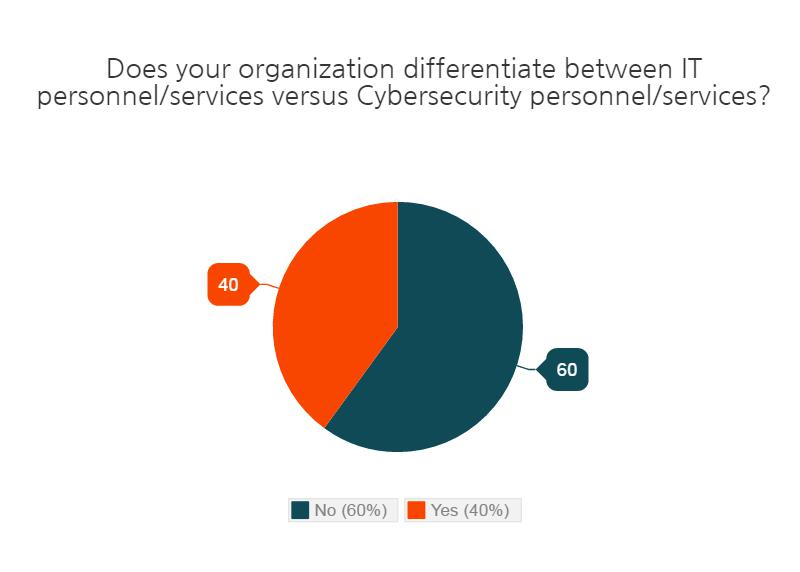 Does your organization differentiate between IT
personnel/services versus Cybersecurity personnel/services?
40
60
No (60%) Yes (40%)